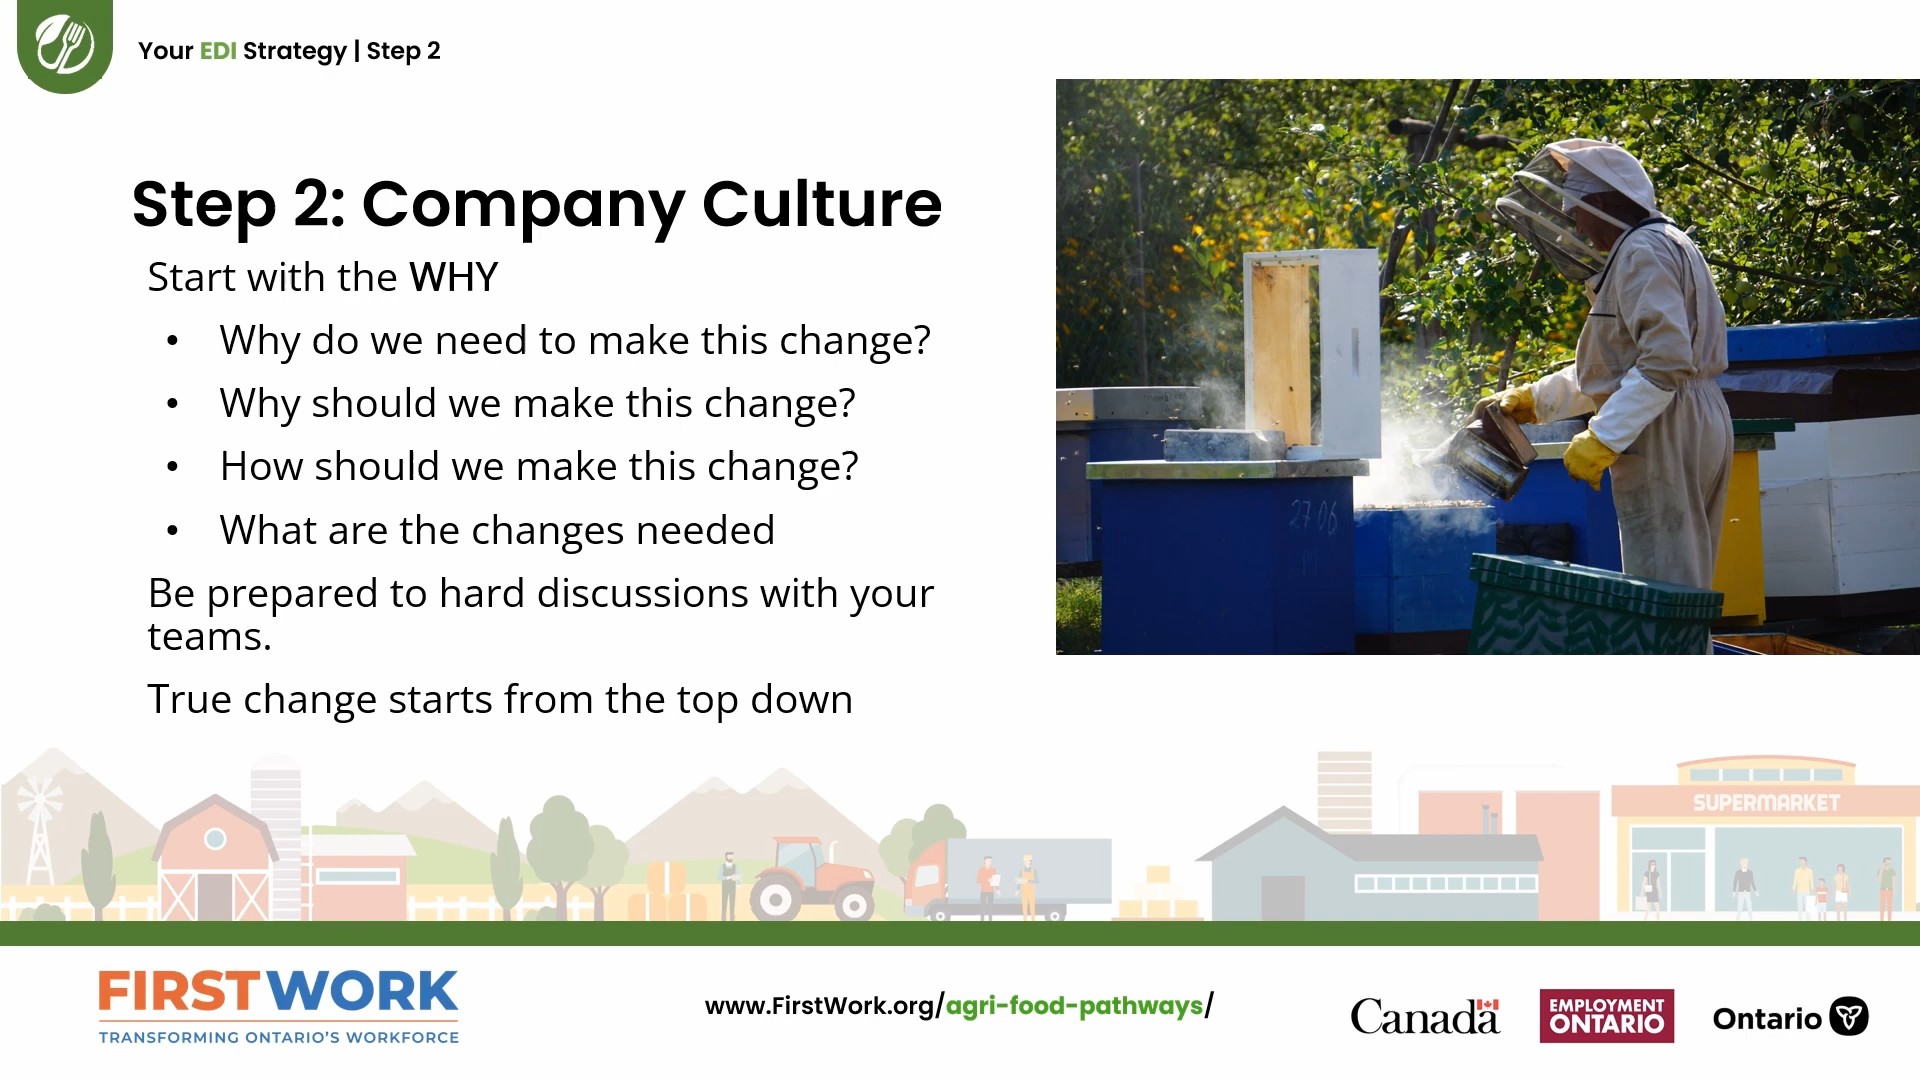 Your EDI Strategy | Step 2
Step 2: Company Culture
Start with the WHY
• Why do we need to make this change?
• Why should we make this change?
• How should we make this change?
• What are the changes needed
Be prepared to hard discussions with your
teams.
True change starts from the top down
27 06
SUPERMARKET
FIRSTWORK
TRANSFORMING ONTARIO'S WORKFORCE
www.FirstWork.org/agri-food-pathways/
Canada
EMPLOYMENT
ONTARIO
Ontario